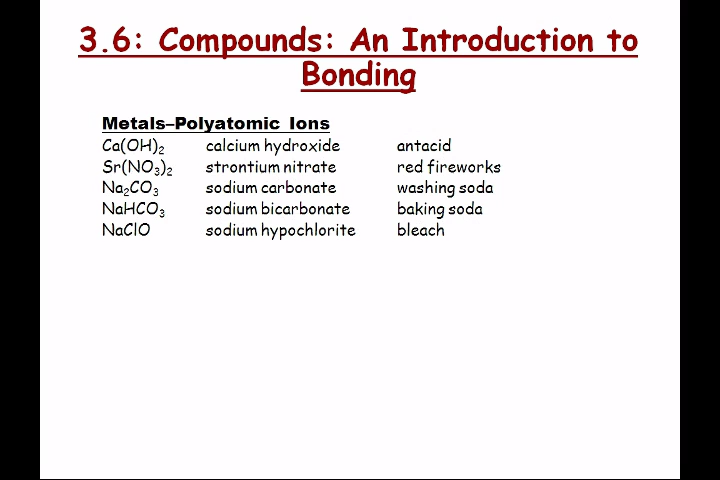 3.6: Compounds: An Introduction to
Bonding
Metals–Polyatomic Ions
Ca(OH)₂ calcium hydroxide antacid
Sr(NO₃)₂ strontium nitrate red fireworks
Na₂CO₃ sodium carbonate washing soda
NaHCO₃ sodium bicarbonate baking soda
NaClO sodium hypochlorite bleach